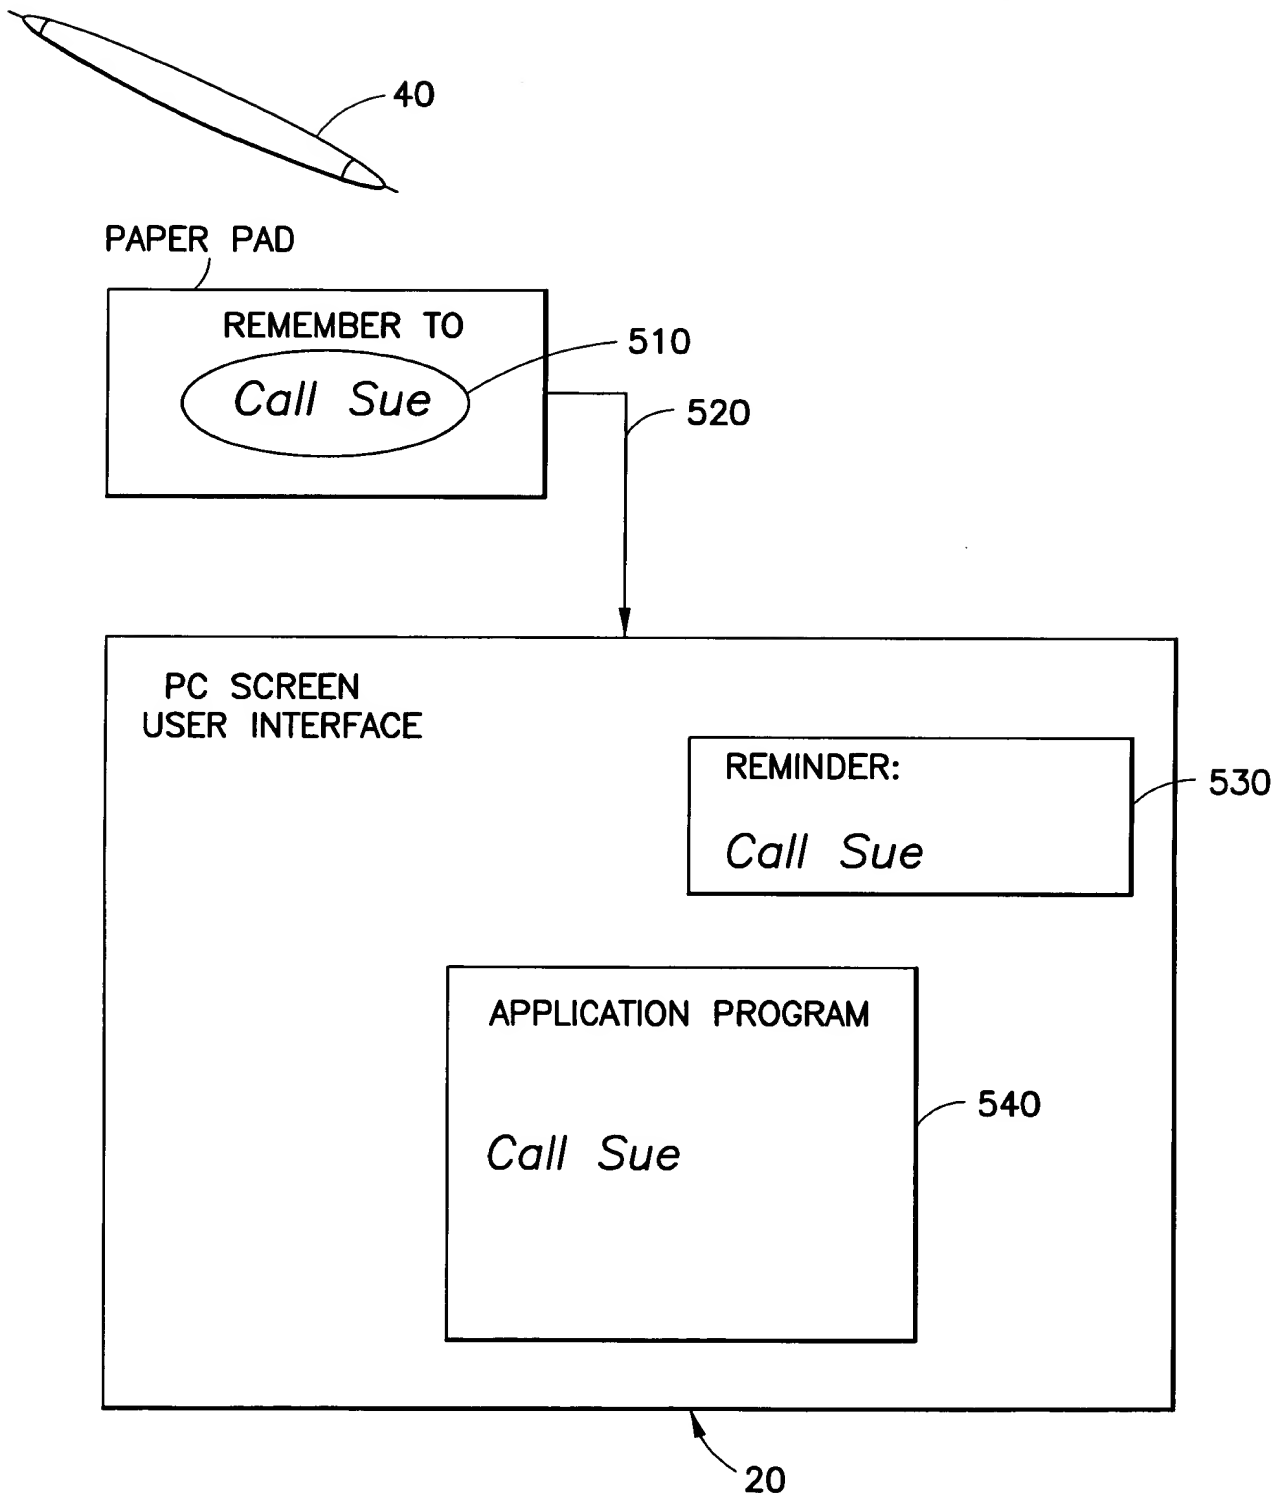 40
PAPER PAD
REMEMBER TO
510
Call Sue
520
PC SCREEN
USER INTERFACE
REMINDER:
530
Call Sue
APPLICATION PROGRAM
540
Call Sue
20